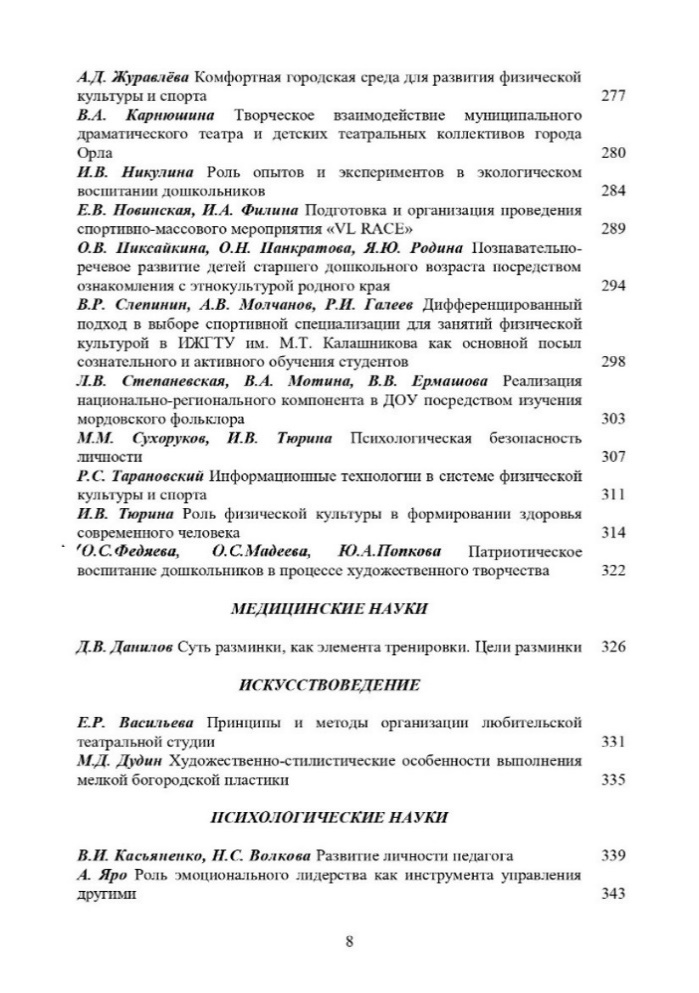 А.Д. Журавлёва Комфортная городская среда для развития физической
культуры и спорта 277
В.А. Карнюшина Творческое взаимодействие муниципального
драматического театра и детских театральных коллективов города
Орла 280
И.В. Никулина Роль опытов и экспериментов в экологическом
воспитании дошкольников 284
Е.В. Новинская, И.А. Филина Подготовка и организация проведения
спортивно-массового мероприятия «VL RACE» 289
О.В. Пиксайкина, О.Н. Панкратова, Я.Ю. Родина Познавательно-
речевое развитие детей старшего дошкольного возраста посредством
ознакомления с этнокультурой родного края 294
В.Р. Слепинин, А.В. Молчанов, Р.И. Галеев Дифференцированный
подход в выборе спортивной специализации для занятий физической
культурой в ИЖГТУ им. М.Т. Калашникова как основной посыл
сознательного и активного обучения студентов 298
Л.В. Степаневская, В.А. Мотина, В.В. Ермашова Реализация
национально-регионального компонента в ДОУ посредством изучения
мордовского фольклора 303
М.М. Сухоруков, И.В. Тюрина Психологическая безопасность
личности 307
Р.С. Тарановский Информационные технологии в системе физической
культуры и спорта 311
И.В. Тюрина Роль физической культуры в формировании здоровья
современного человека 314
О.С.Федяева, О.С.Мадеева, Ю.А.Попкова Патриотическое
воспитание дошкольников в процессе художественного творчества 322
МЕДИЦИНСКИЕ НАУКИ
Д.В. Данилов Суть разминки, как элемента тренировки. Цели разминки 326
ИСКУССТВОВЕДЕНИЕ
Е.Р. Васильева Принципы и методы организации любительской
театральной студии 331
М.Д. Дудин Художественно-стилистические особенности выполнения
мелкой богородской пластики 335
ПСИХОЛОГИЧЕСКИЕ НАУКИ
В.И. Касьяненко, Н.С. Волкова Развитие личности педагога 339
А. Яро Роль эмоционального лидерства как инструмента управления
другими 343
8